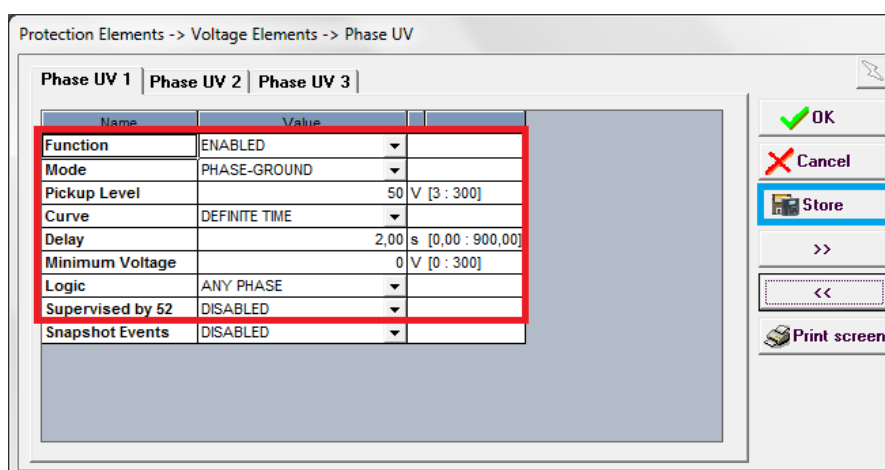 Protection Elements -> Voltage Elements -> Phase UV
Phase UV 1 Phase UV 2 Phase UV 3
Name Value
Function ENABLED
Mode PHASE-GROUND
Pickup Level 50 V [3 : 300]
Curve DEFINITE TIME
Delay 2,00 s [0,00 : 900,00]
Minimum Voltage 0 V [0 : 300]
Logic ANY PHASE
Supervised by 52 DISABLED
Snapshot Events DISABLED
OK
Cancel
Store
>>
<<
Print screen